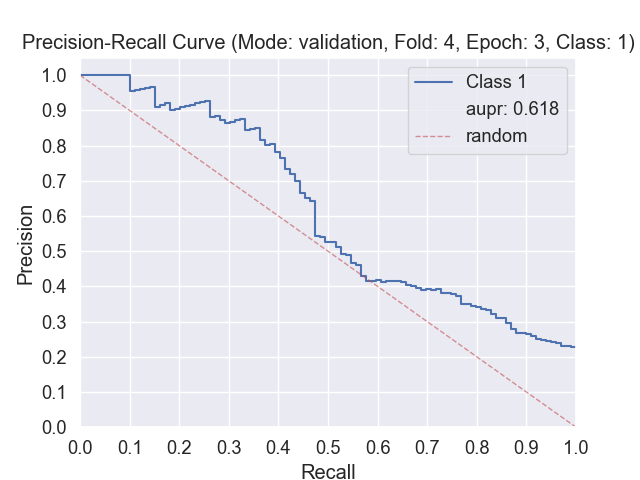 Precision-Recall Curve (Mode: validation, Fold: 4, Epoch: 3, Class: 1)
Class 1
aupr: 0.618
random
Precision
1.0
0.9
0.8
0.7
0.6
0.5
0.4
0.3
0.2
0.1
0.0
0.0 0.1 0.2 0.3 0.4 0.5 0.6 0.7 0.8 0.9 1.0
Recall